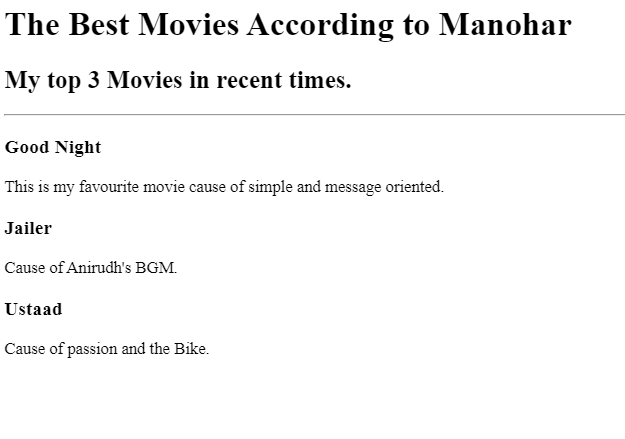 The Best Movies According to Manohar
My top 3 Movies in recent times.
Good Night
This is my favourite movie cause of simple and message oriented.
Jailer
Cause of Anirudh's BGM.
Ustaad
Cause of passion and the Bike.